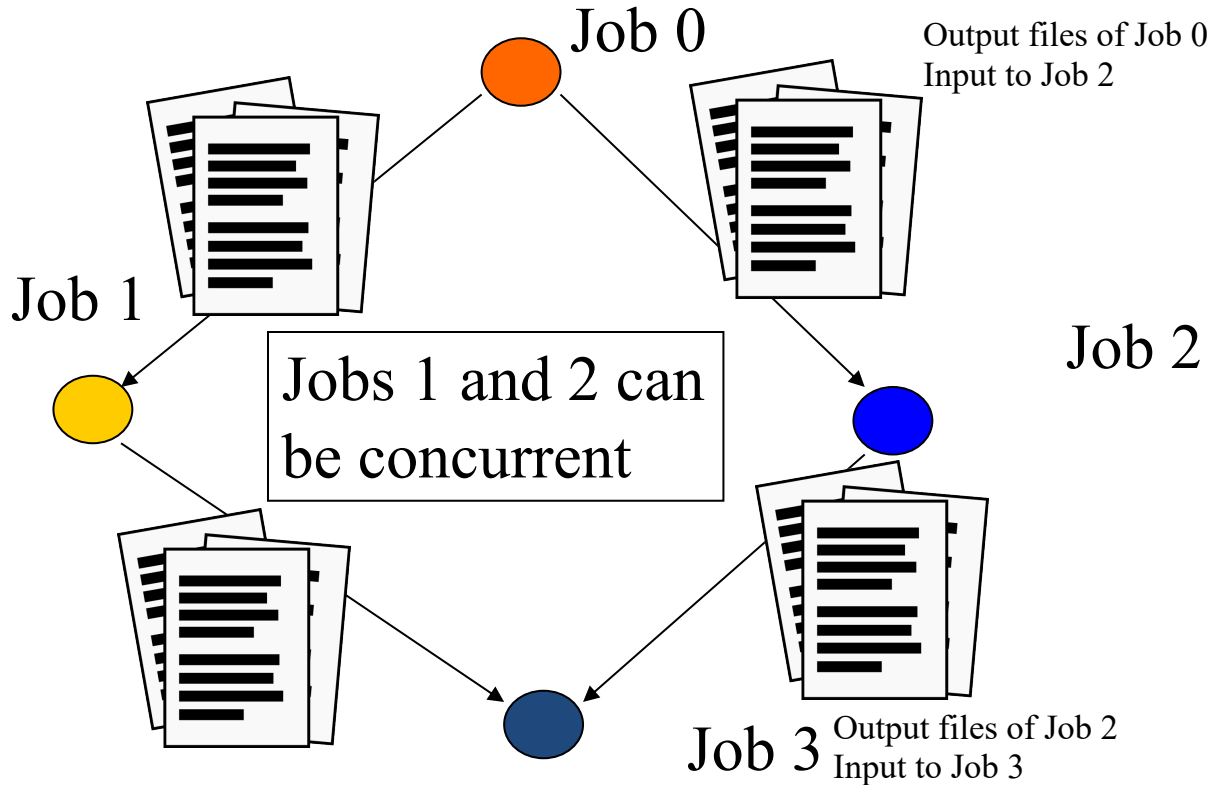 Job 0
Output files of Job 0
Input to Job 2
Job 1
Job 2
Jobs 1 and 2 can
be concurrent
Job 3
Output files of Job 2
Input to Job 3